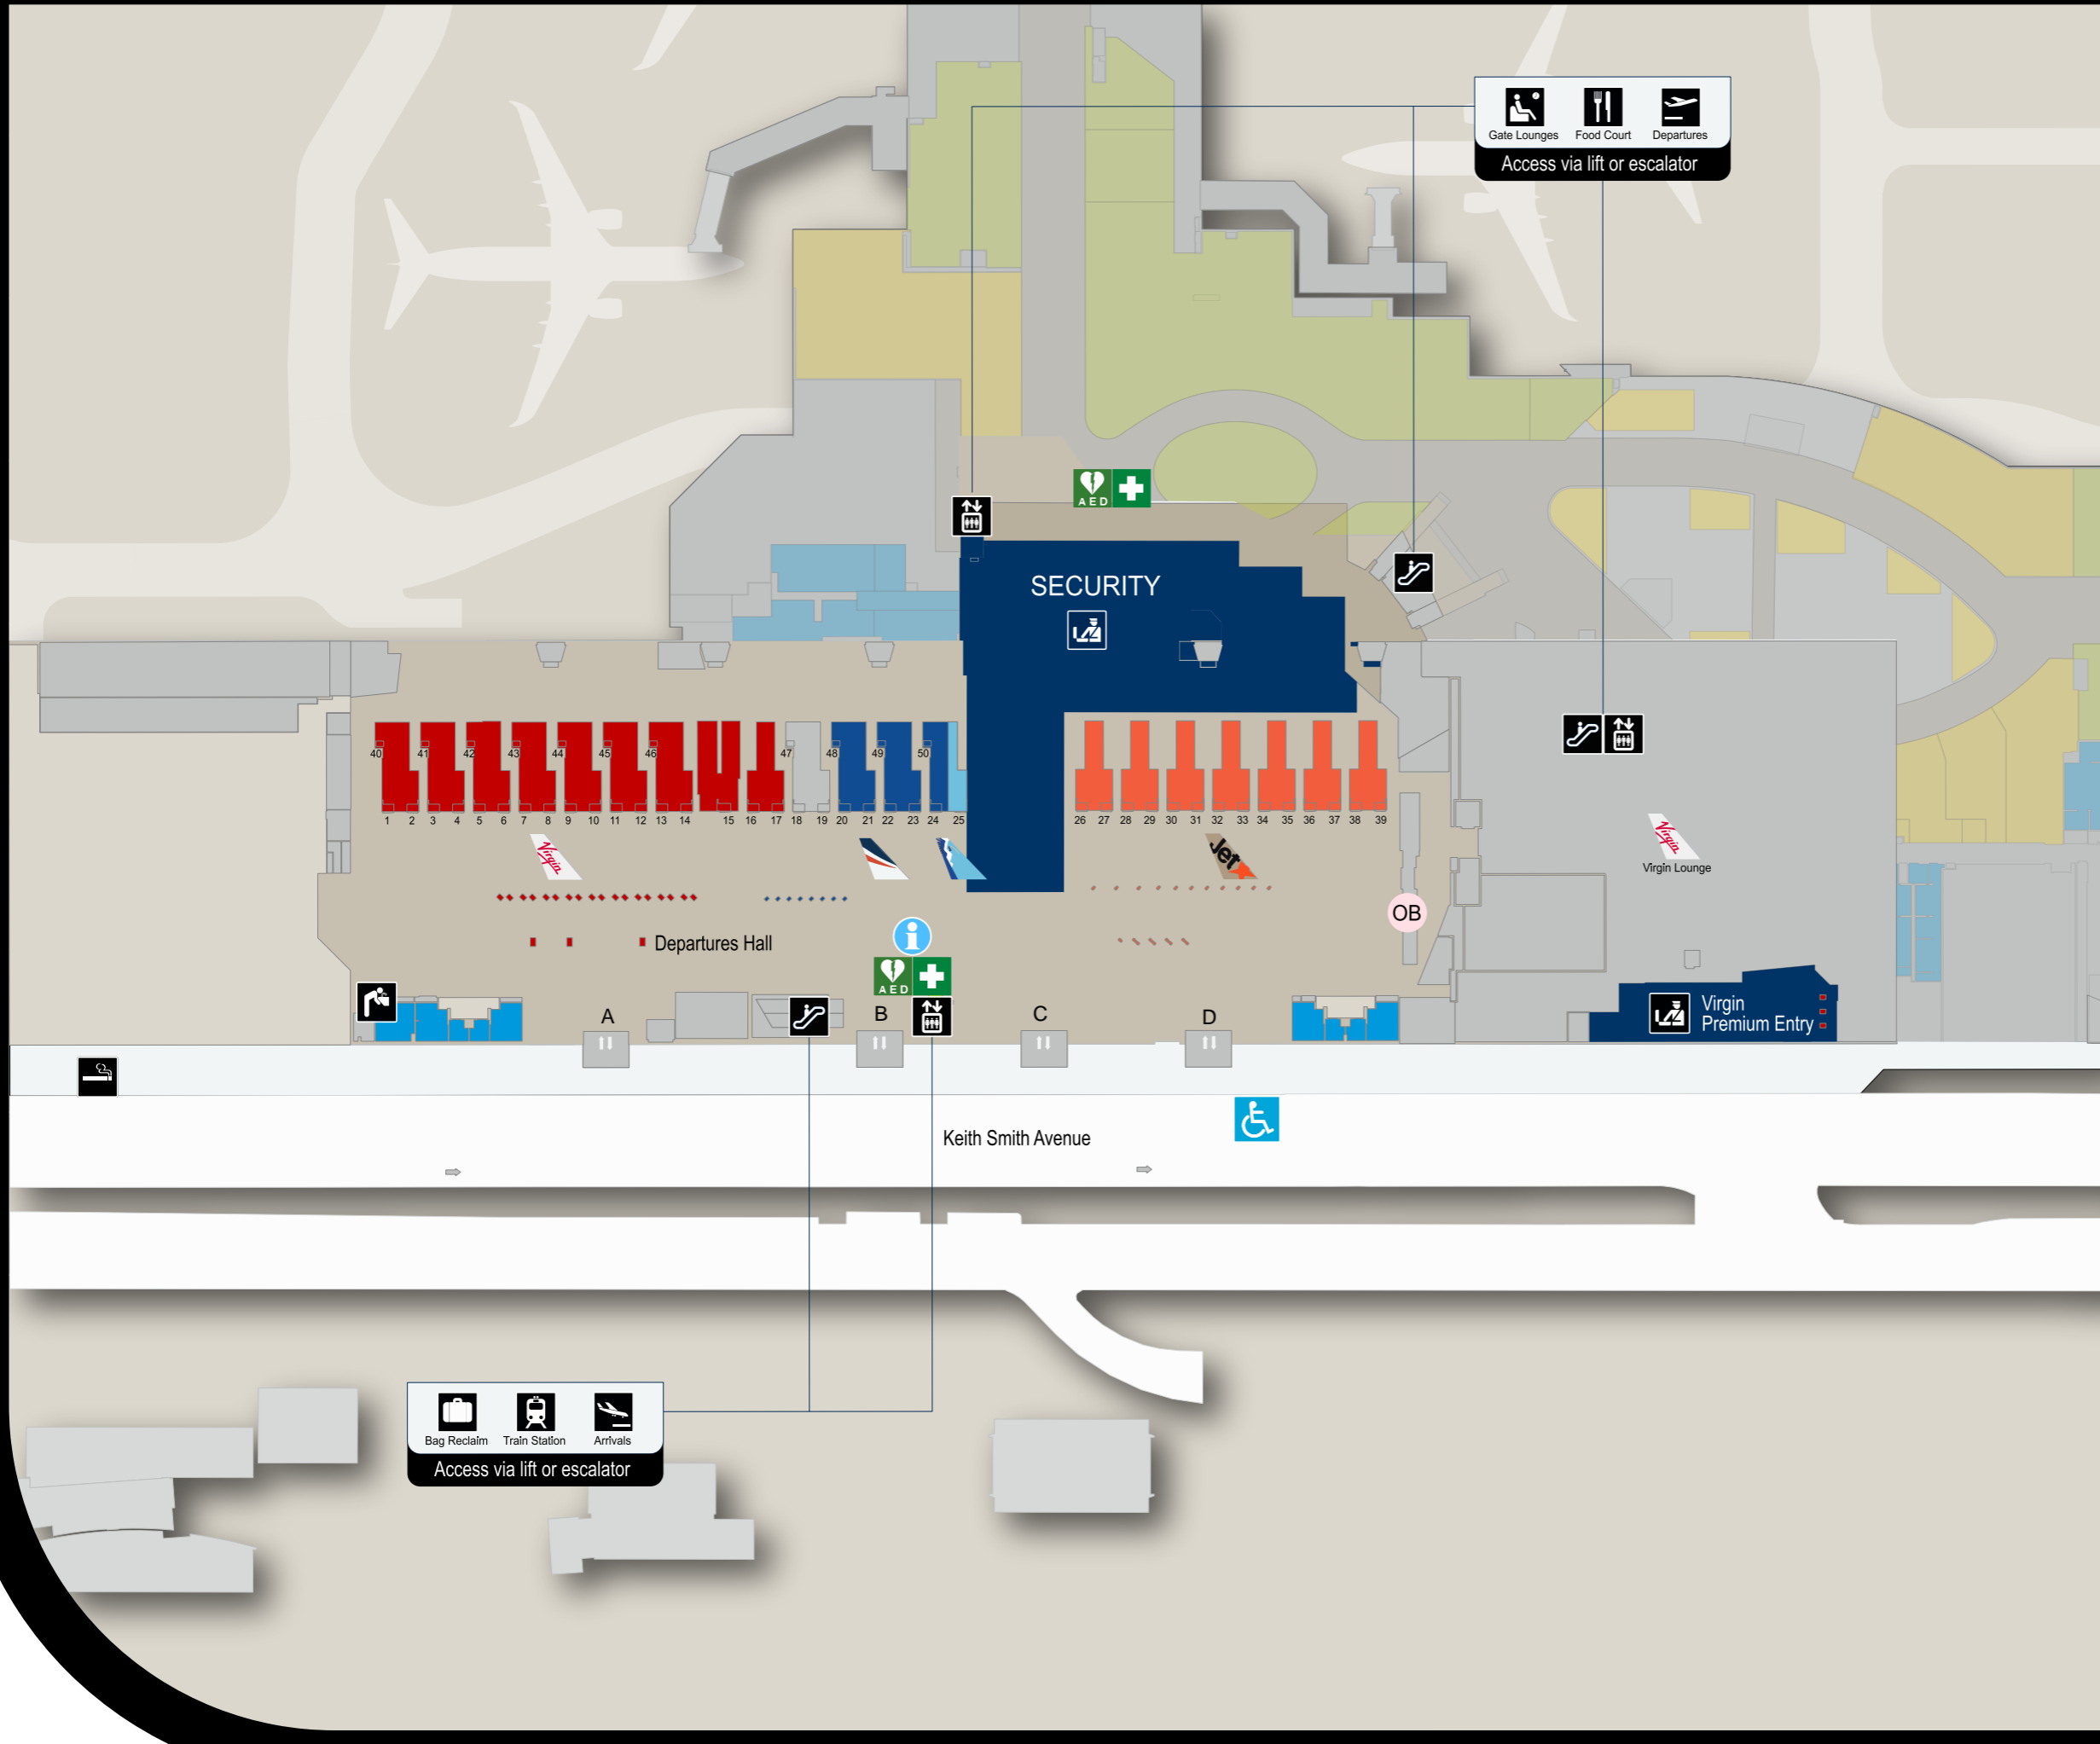 Gate Lounges Food Court Departures
Access via lift or escalator
AED
SECURITY
40 41 42 43 44 45 46 47 48 49 50
1 2 3 4 5 6 7 8 9 10 11 12 13 14 15 16 17 18 19 20 21 22 23 24 25 26 27 28 29 30 31 32 33 34 35 36 37 38 39
Virgin
Jet
Virgin
Virgin Lounge
OB
Departures Hall
AED
A B C D
Virgin
Premium Entry
Keith Smith Avenue
Bag Reclaim Train Station Arrivals
Access via lift or escalator